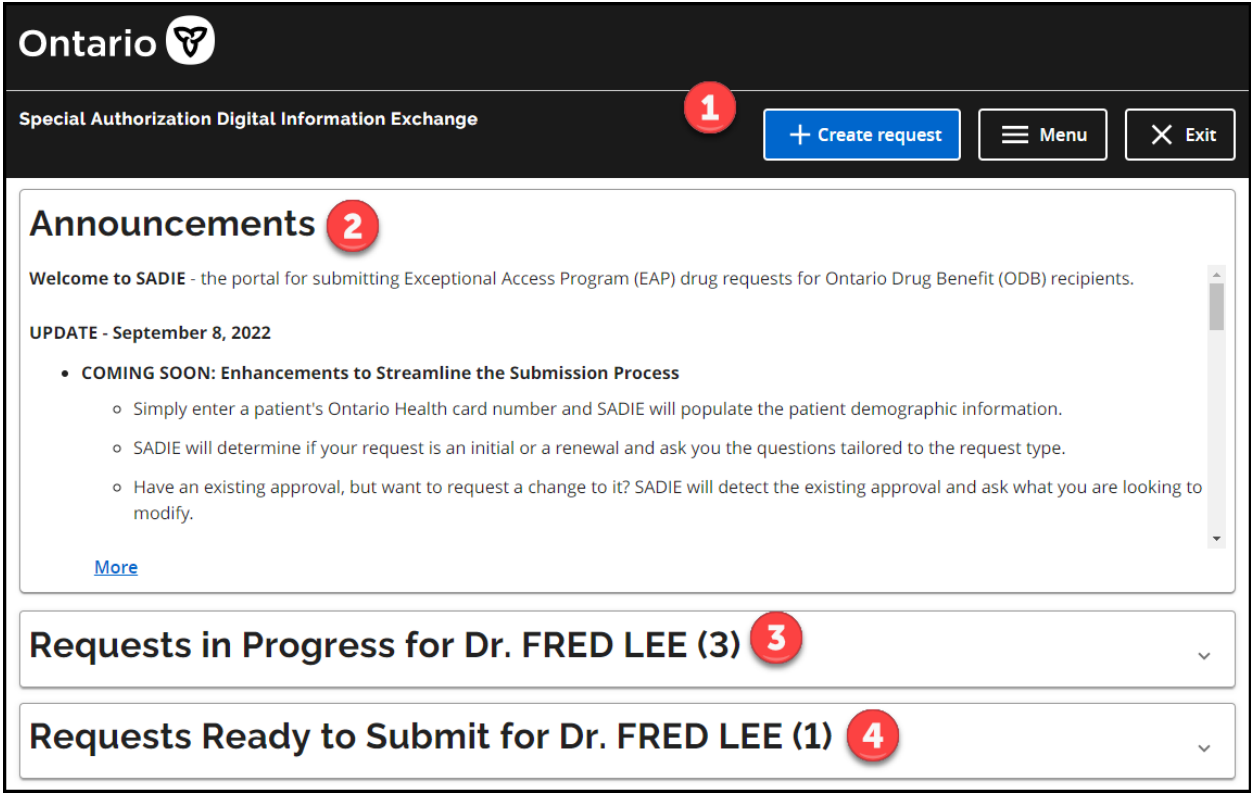 Ontario
Special Authorization Digital Information Exchange
1
+ Create request
Menu
Exit
Announcements 2
Welcome to SADIE - the portal for submitting Exceptional Access Program (EAP) drug requests for Ontario Drug Benefit (ODB) recipients.
UPDATE - September 8, 2022
• COMING SOON: Enhancements to Streamline the Submission Process
Simply enter a patient's Ontario Health card number and SADIE will populate the patient demographic information.
SADIE will determine if your request is an initial or a renewal and ask you the questions tailored to the request type.
Have an existing approval, but want to request a change to it? SADIE will detect the existing approval and ask what you are looking to
modify.
More
Requests in Progress for Dr. FRED LEE (3) 3
Requests Ready to Submit for Dr. FRED LEE (1) 4